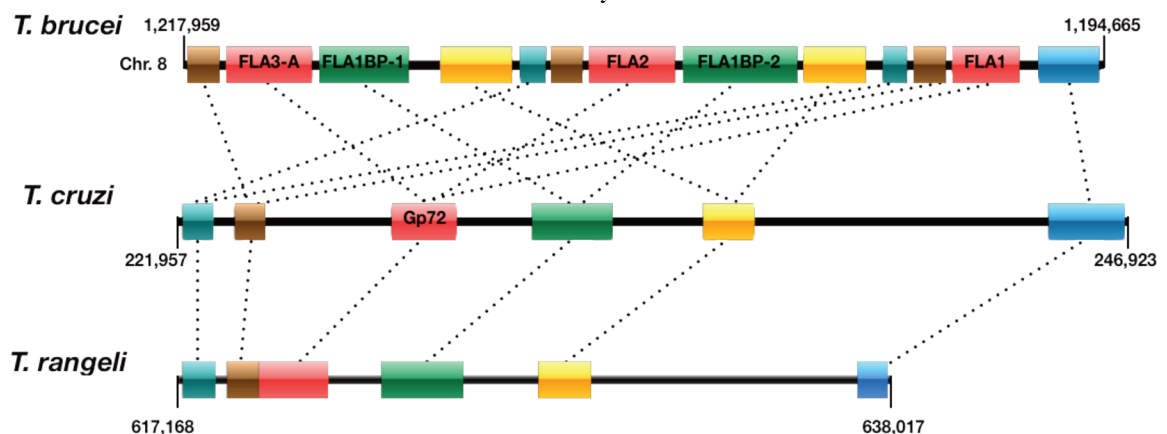 T. brucei 1,217,959 1,194,665
Chr. 8 FLA3-A FLA1BP-1 FLA2 FLA1BP-2 FLA1
T. cruzi
Gp72
221,957 246,923
T. rangeli
617,168 638,017